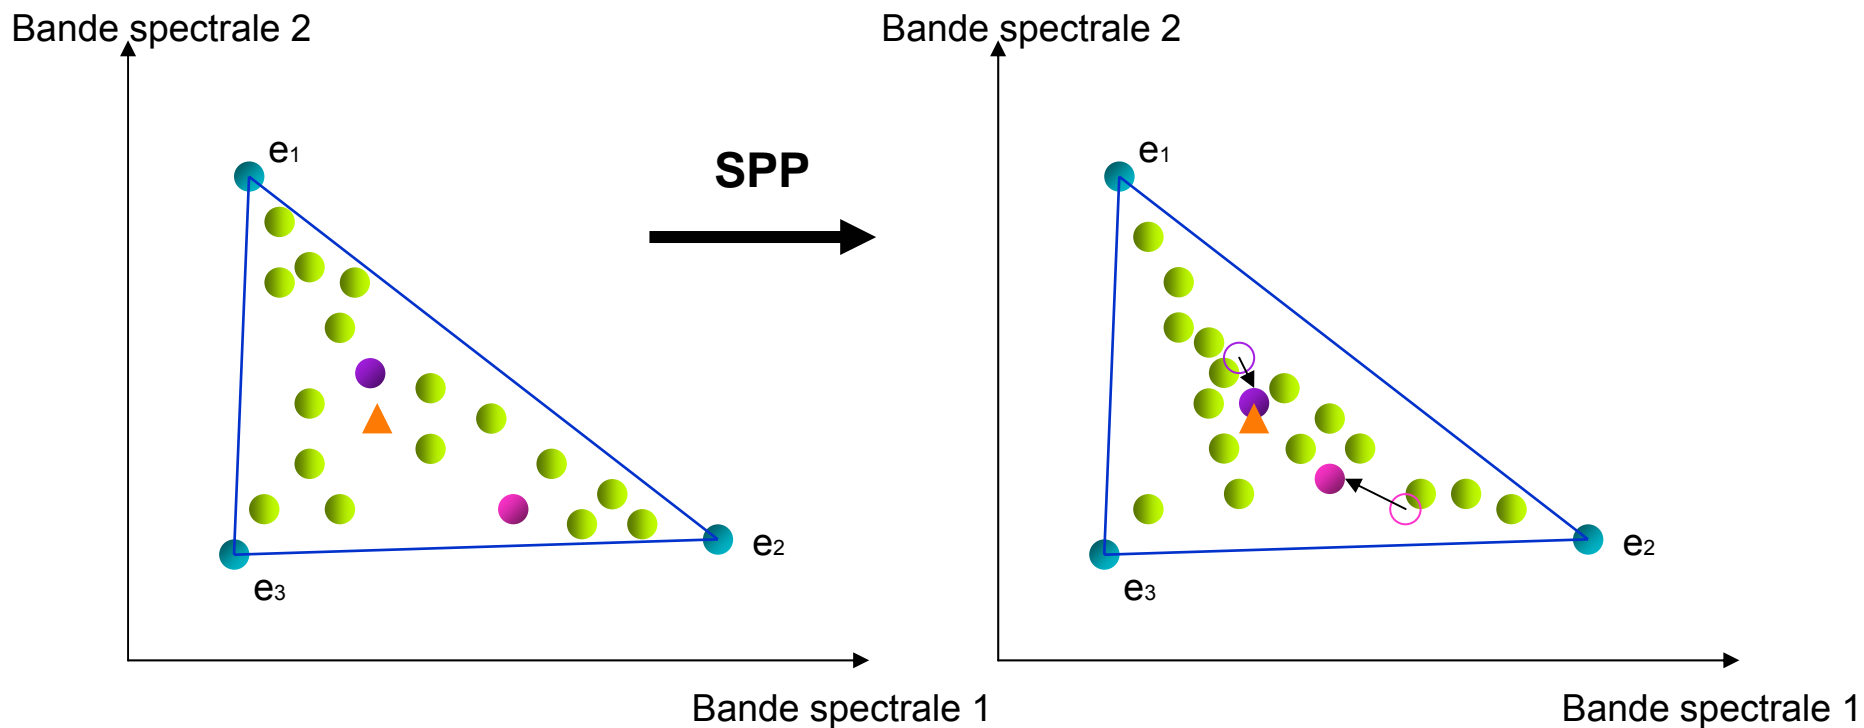 Bande spectrale 2
Bande spectrale 2
e1
SPP
e1
e2
e2
e3
e3
Bande spectrale 1
Bande spectrale 1